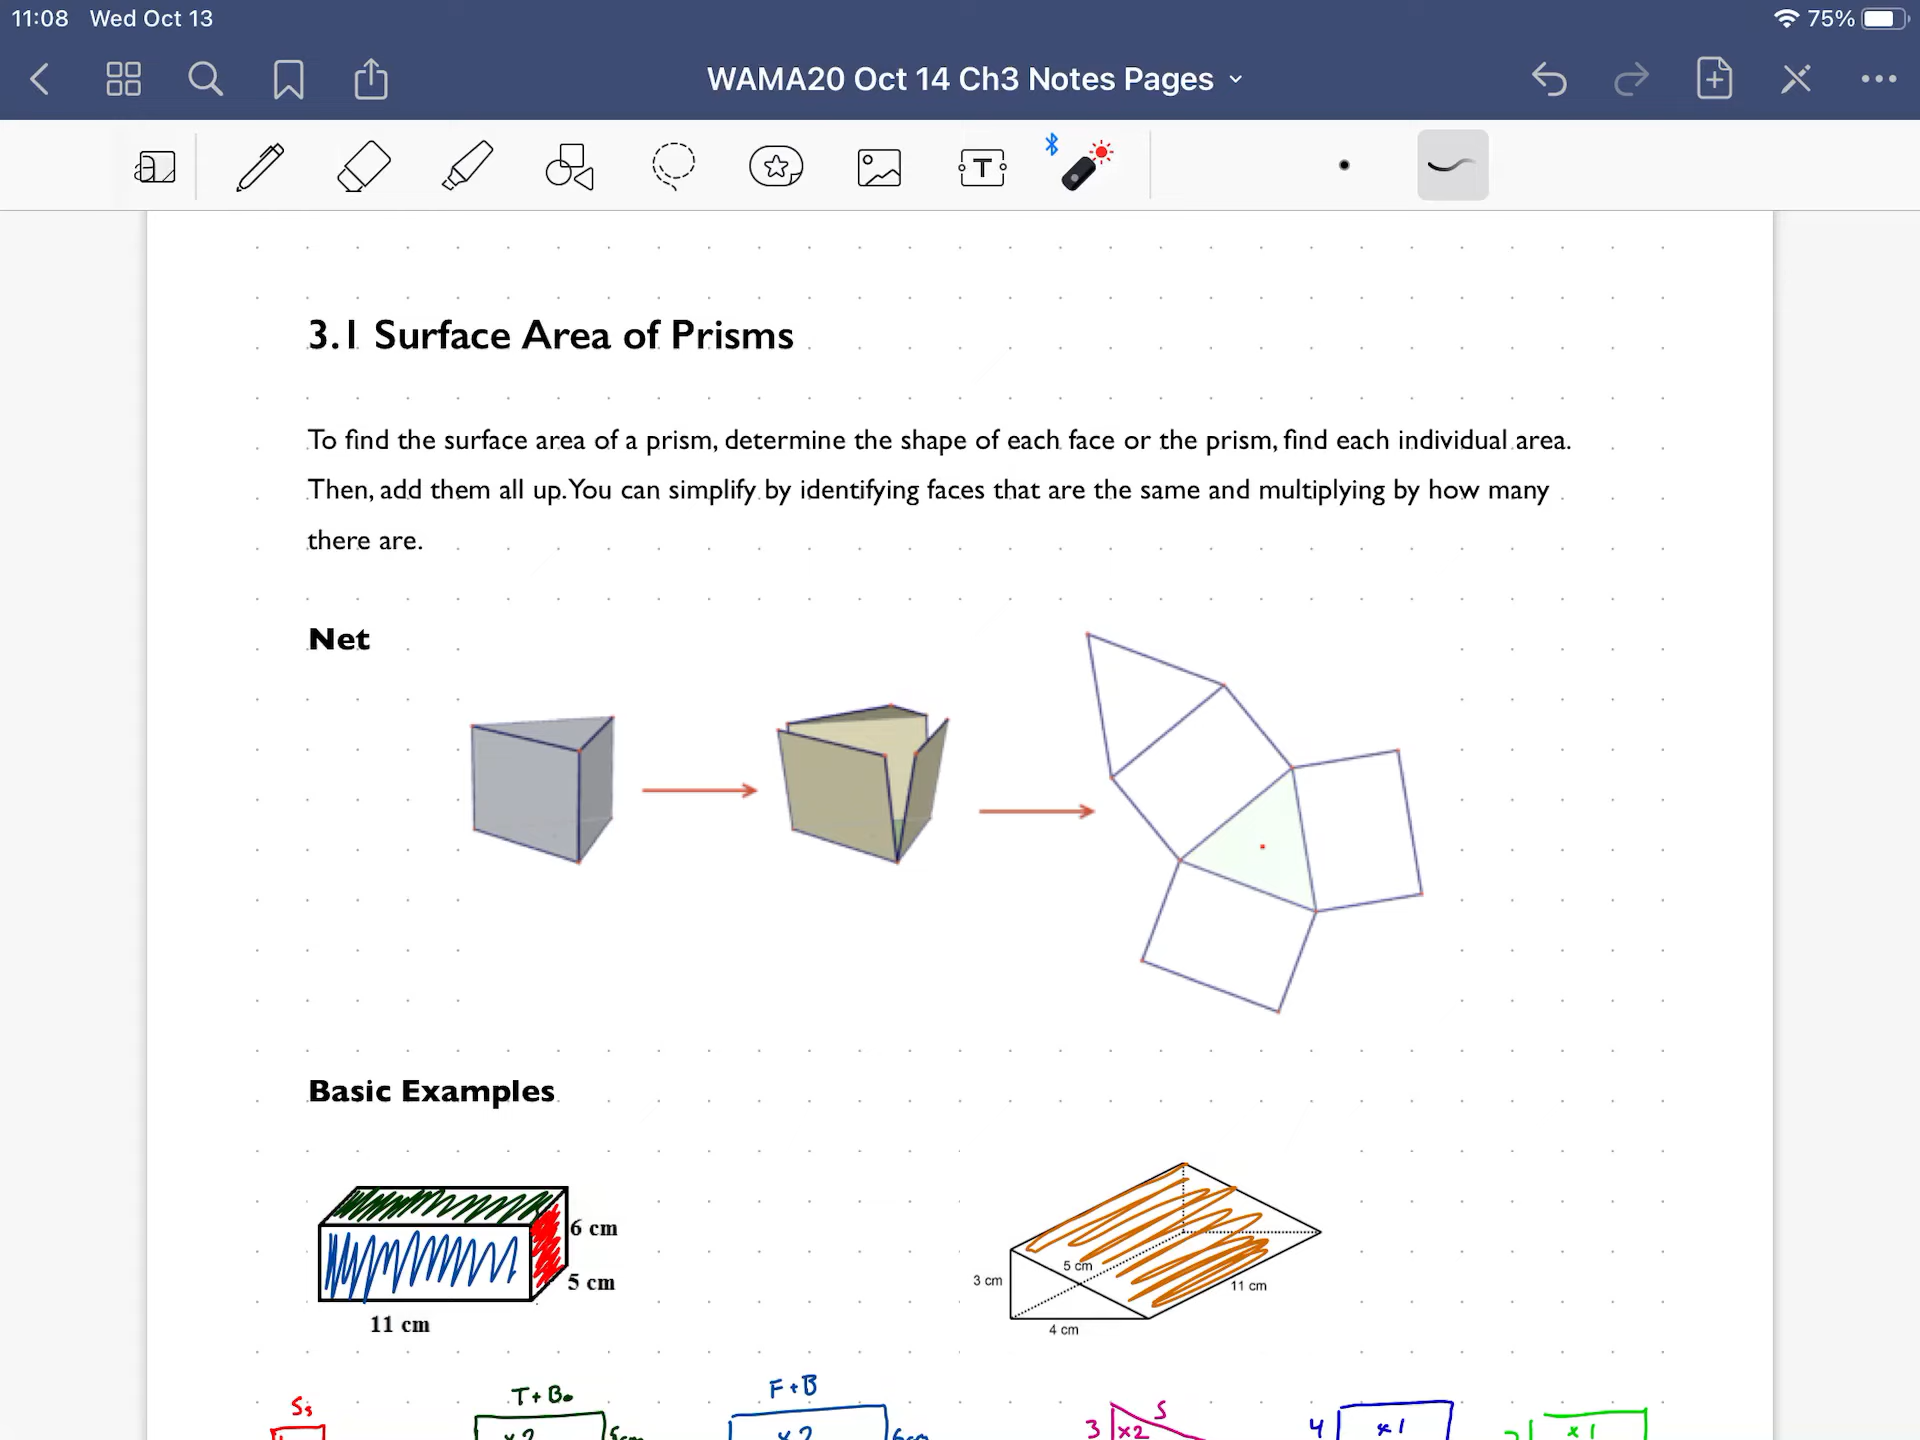 11:08 Wed Oct 13
75%
WAMA20 Oct 14 Ch3 Notes Pages
3.1 Surface Area of Prisms
To find the surface area of a prism, determine the shape of each face or the prism, find each individual area.
Then, add them all up. You can simplify by identifying faces that are the same and multiplying by how many
there are.
Net
Basic Examples
6 cm
5 cm
11 cm
3 cm
5 cm
11 cm
4 cm
T+Bo
F+B
S
3
x2
4
x1
x1